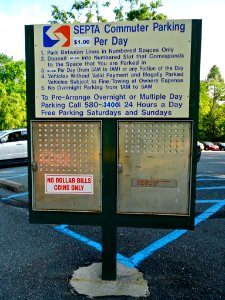 SEPTA Commuter Parking
$1.00 Per Day
1. Park Between Lines in Numbered Spaces Only
2. Deposit Into Numbered Slot that Corresponds
to the Space that You are Parked in
3. Per Day (from 5AM to 1AM) or any Portion of the Day
4. Vehicles Without Valid Payment and Illegally Parked
Vehicles Subject to Fine Towing at Owners Expense
5. No Overnight Parking from 1AM to 5AM
To Pre-Arrange Overnight or Multiple Day
Parking Call 580-3400 24 Hours a Day
Free Parking Saturdays and Sundays
NO DOLLAR BILLS
COINS ONLY